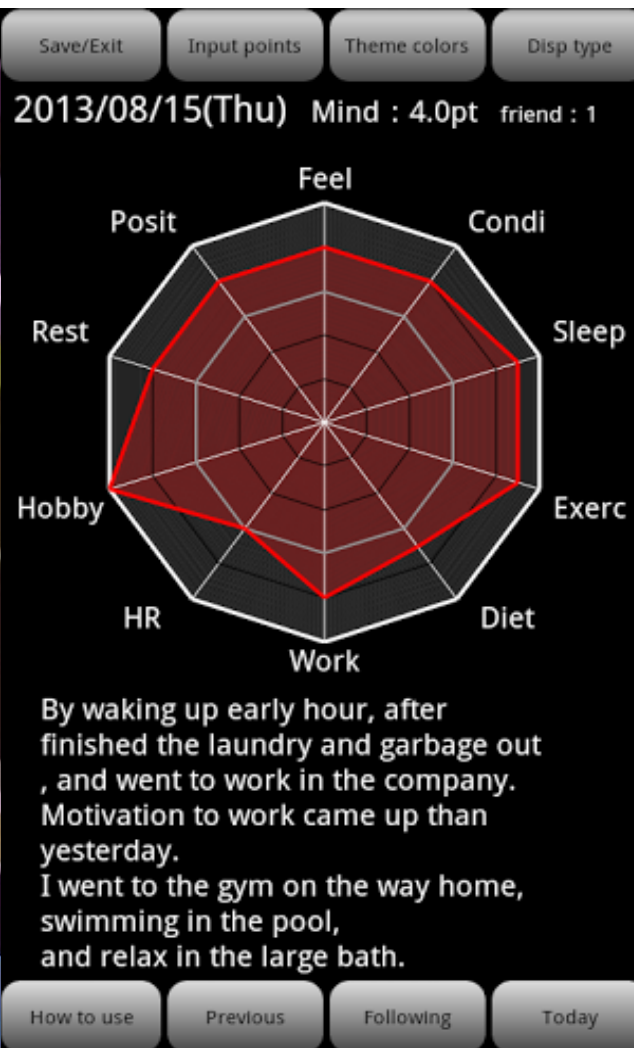 Save/Exit Input points Theme colors Disp type
2013/08/15(Thu) Mind : 4.0pt friend : 1
Feel
Posit Condi
Rest Sleep
Hobby Exerc
HR Diet
Work
By waking up early hour, after
finished the laundry and garbage out
, and went to work in the company.
Motivation to work came up than
yesterday.
I went to the gym on the way home,
swimming in the pool,
and relax in the large bath.
How to use Previous Following Today